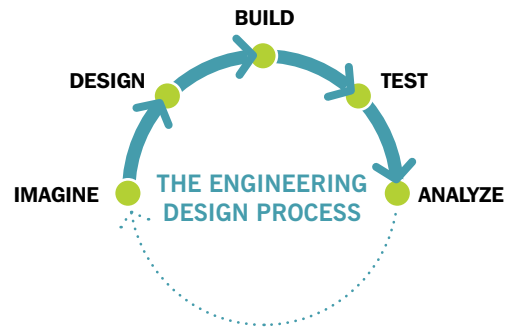 BUILD
DESIGN
TEST
IMAGINE
THE ENGINEERING
DESIGN PROCESS
ANALYZE